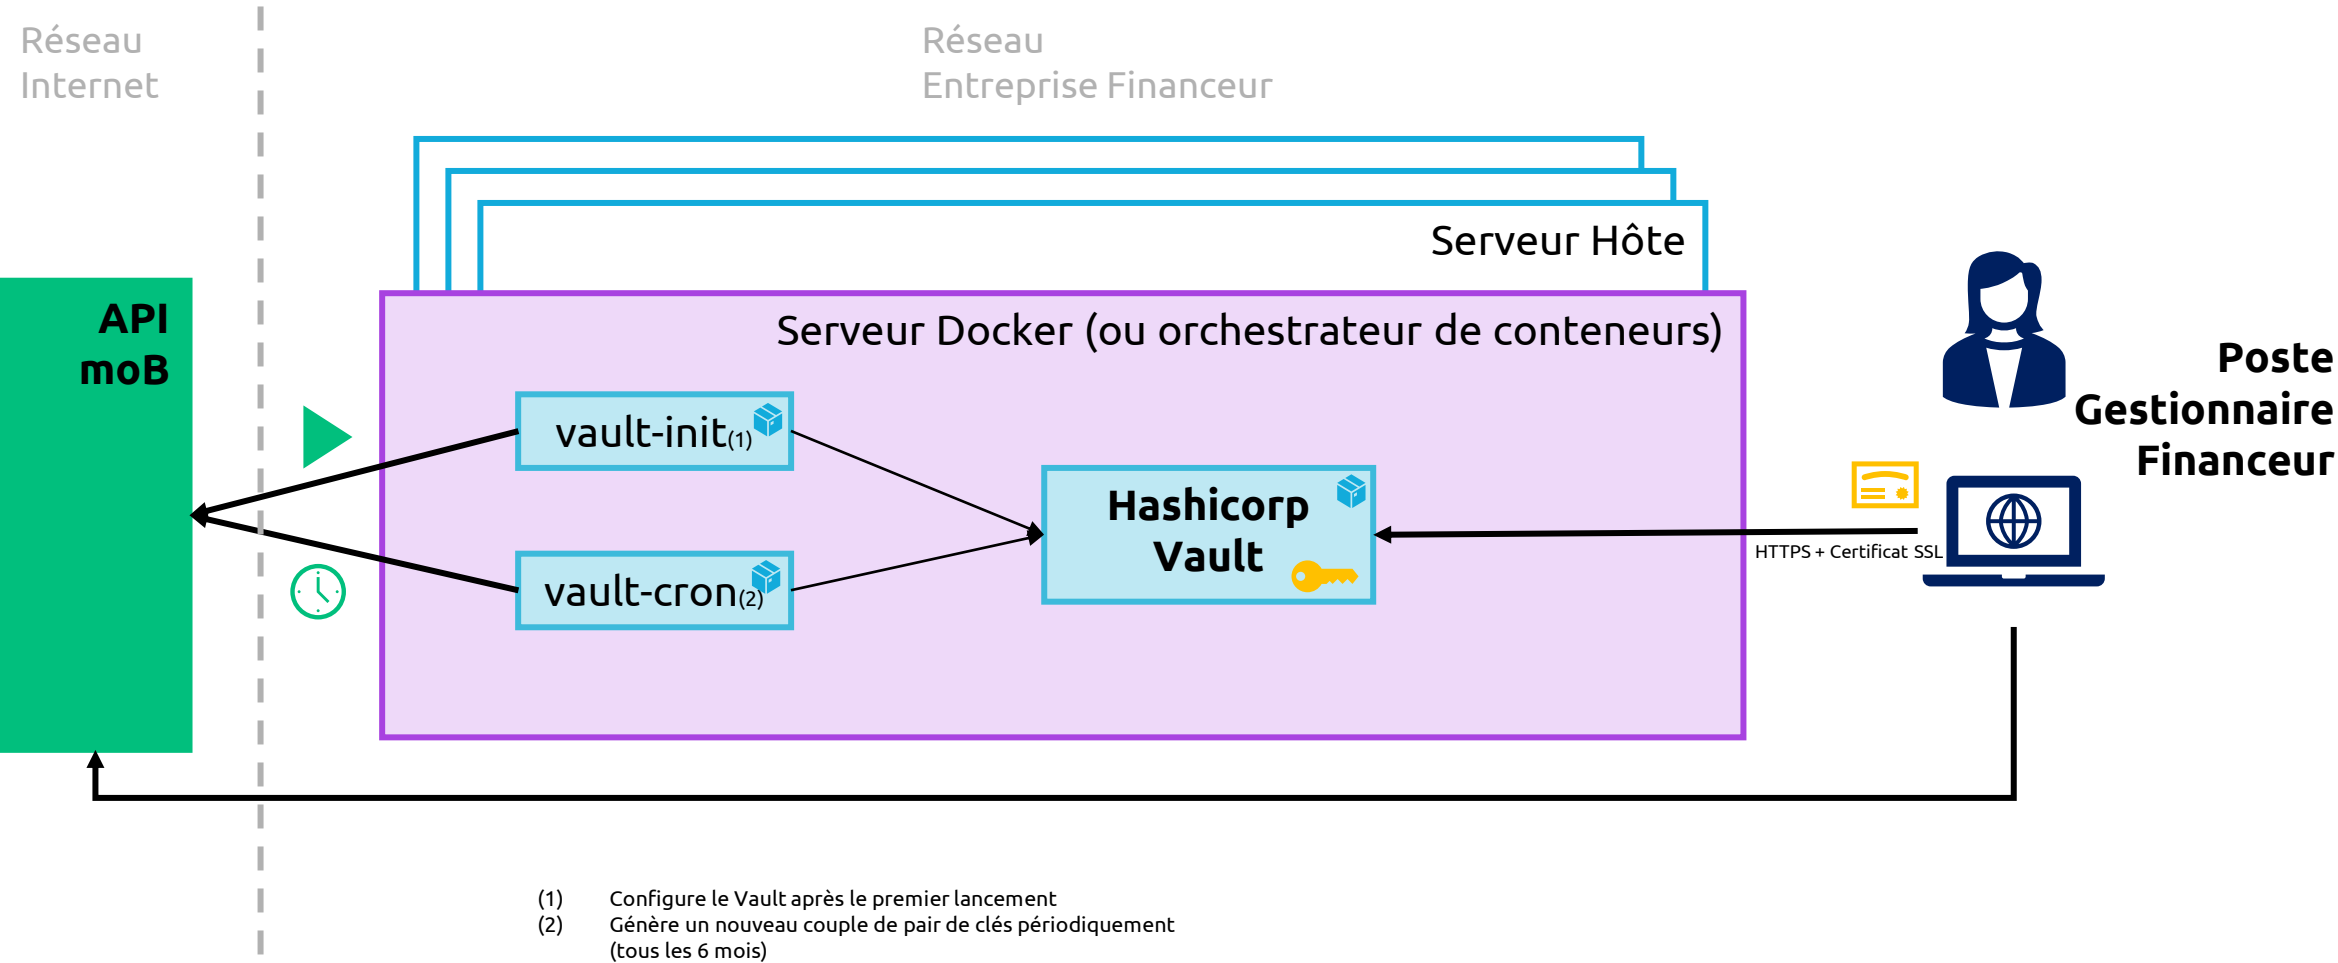 Réseau
Internet
Réseau
Entreprise Financeur
Serveur Hôte
Serveur Docker (ou orchestrateur de conteneurs)
API
moB
vault-init(1)
vault-cron(2)
Hashicorp
Vault
HTTPS + Certificat SSL
Poste
Gestionnaire
Financeur
(1) Configure le Vault après le premier lancement
(2) Génère un nouveau couple de pair de clés périodiquement
(tous les 6 mois)